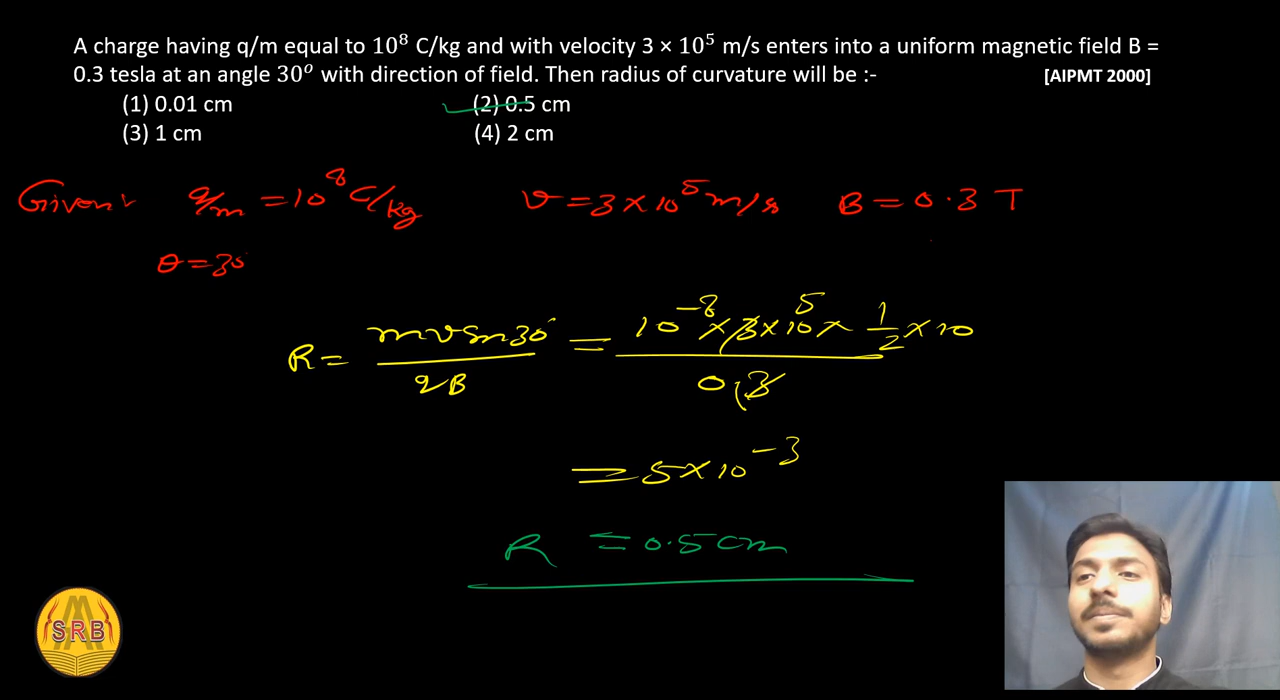 A charge having q/m equal to 10⁸ C/kg and with velocity 3 × 10⁵ m/s enters into a uniform magnetic field B =
0.3 tesla at an angle 30ᵒ with direction of field. Then radius of curvature will be :- [AIPMT 2000]
(1) 0.01 cm (2) 0.5 cm
(3) 1 cm (4) 2 cm
Given q/m = 10⁸ C/kg v = 3 × 10⁵ m/s B = 0.3 T
θ = 30
R = mv sin 30°/qB = 10⁻⁸ × 3 × 10⁵ × 1/2 × 10/0.3
= 5 × 10⁻³
R = 0.5 cm
SRB